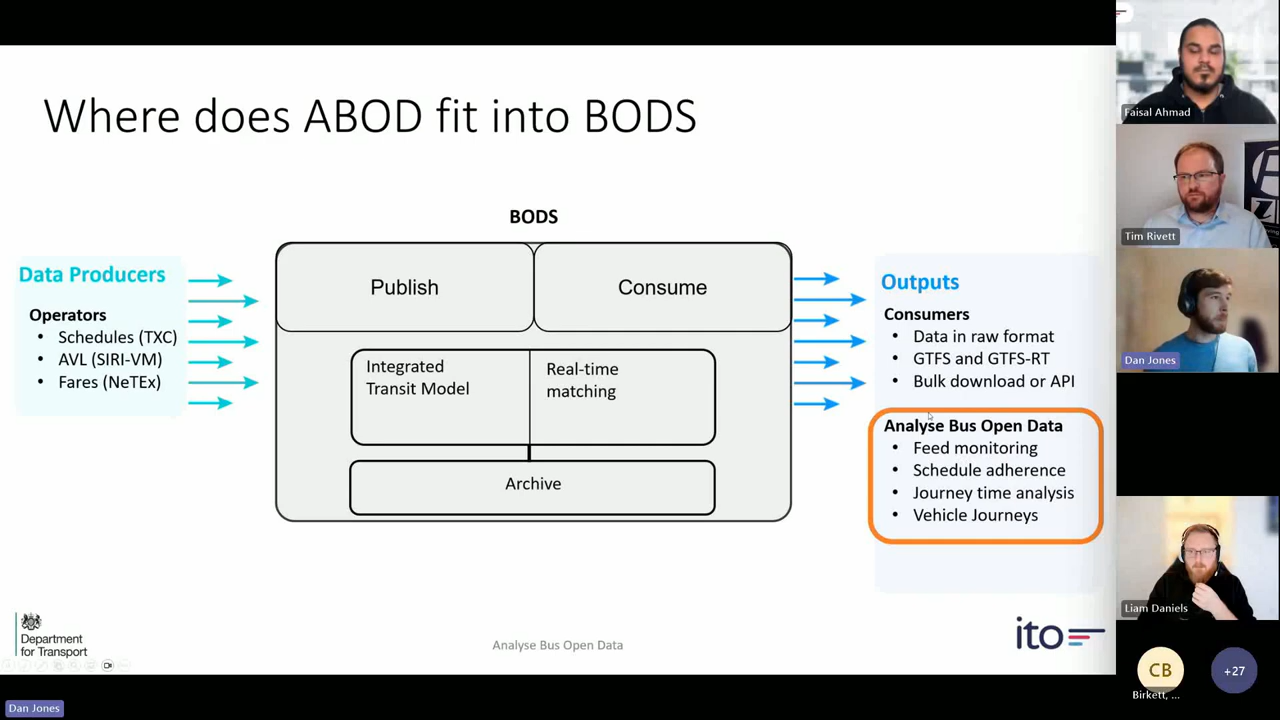 Where does ABOD fit into BODS
BODS
Data Producers
Operators
• Schedules (TXC)
• AVL (SIRI-VM)
• Fares (NeTEx)
Publish
Consume
Integrated
Transit Model
Real-time
matching
Archive
Outputs
Consumers
• Data in raw format
• GTFS and GTFS-RT
• Bulk download or API
Analyse Bus Open Data
• Feed monitoring
• Schedule adherence
• Journey time analysis
• Vehicle Journeys
Department
for Transport
Analyse Bus Open Data
ito
Dan Jones
Faisal Ahmad
Tim Rivett
Dan Jones
Liam Daniels
CB
Birkett, ...
+27